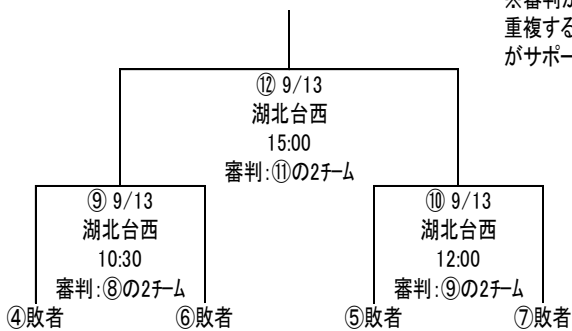 ※審判が
重複する
がサポー
⑫ 9/13
湖北台西
15:00
審判:⑪の2チーム
⑨ 9/13
湖北台西
10:30
審判:⑧の2チーム
⑩ 9/13
湖北台西
12:00
審判:⑨の2チーム
④敗者
⑥敗者
⑤敗者
⑦敗者